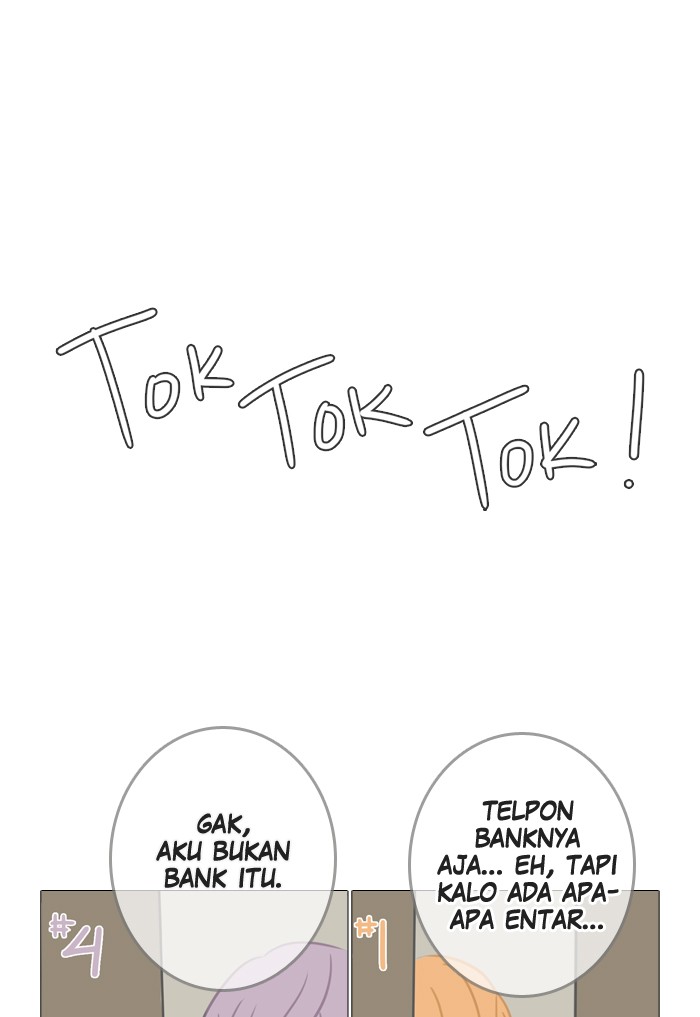 TOK TOK TOK!
GAK,
AKU BUKAN
BANK ITU.
TELPON
BANKNYA
AJA... EH, TAPI
KALO ADA APA-
APA ENTAR...
#4
#1